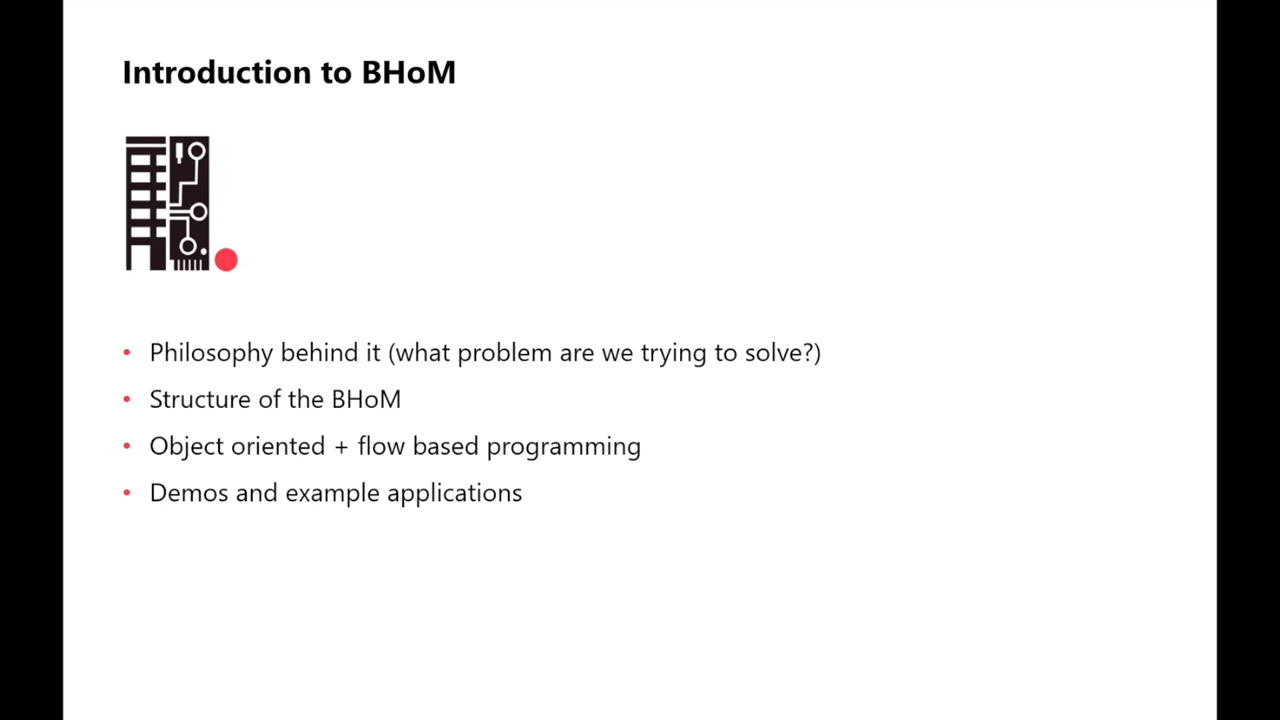 Introduction to BHoM
• Philosophy behind it (what problem are we trying to solve?)
• Structure of the BHoM
• Object oriented + flow based programming
• Demos and example applications